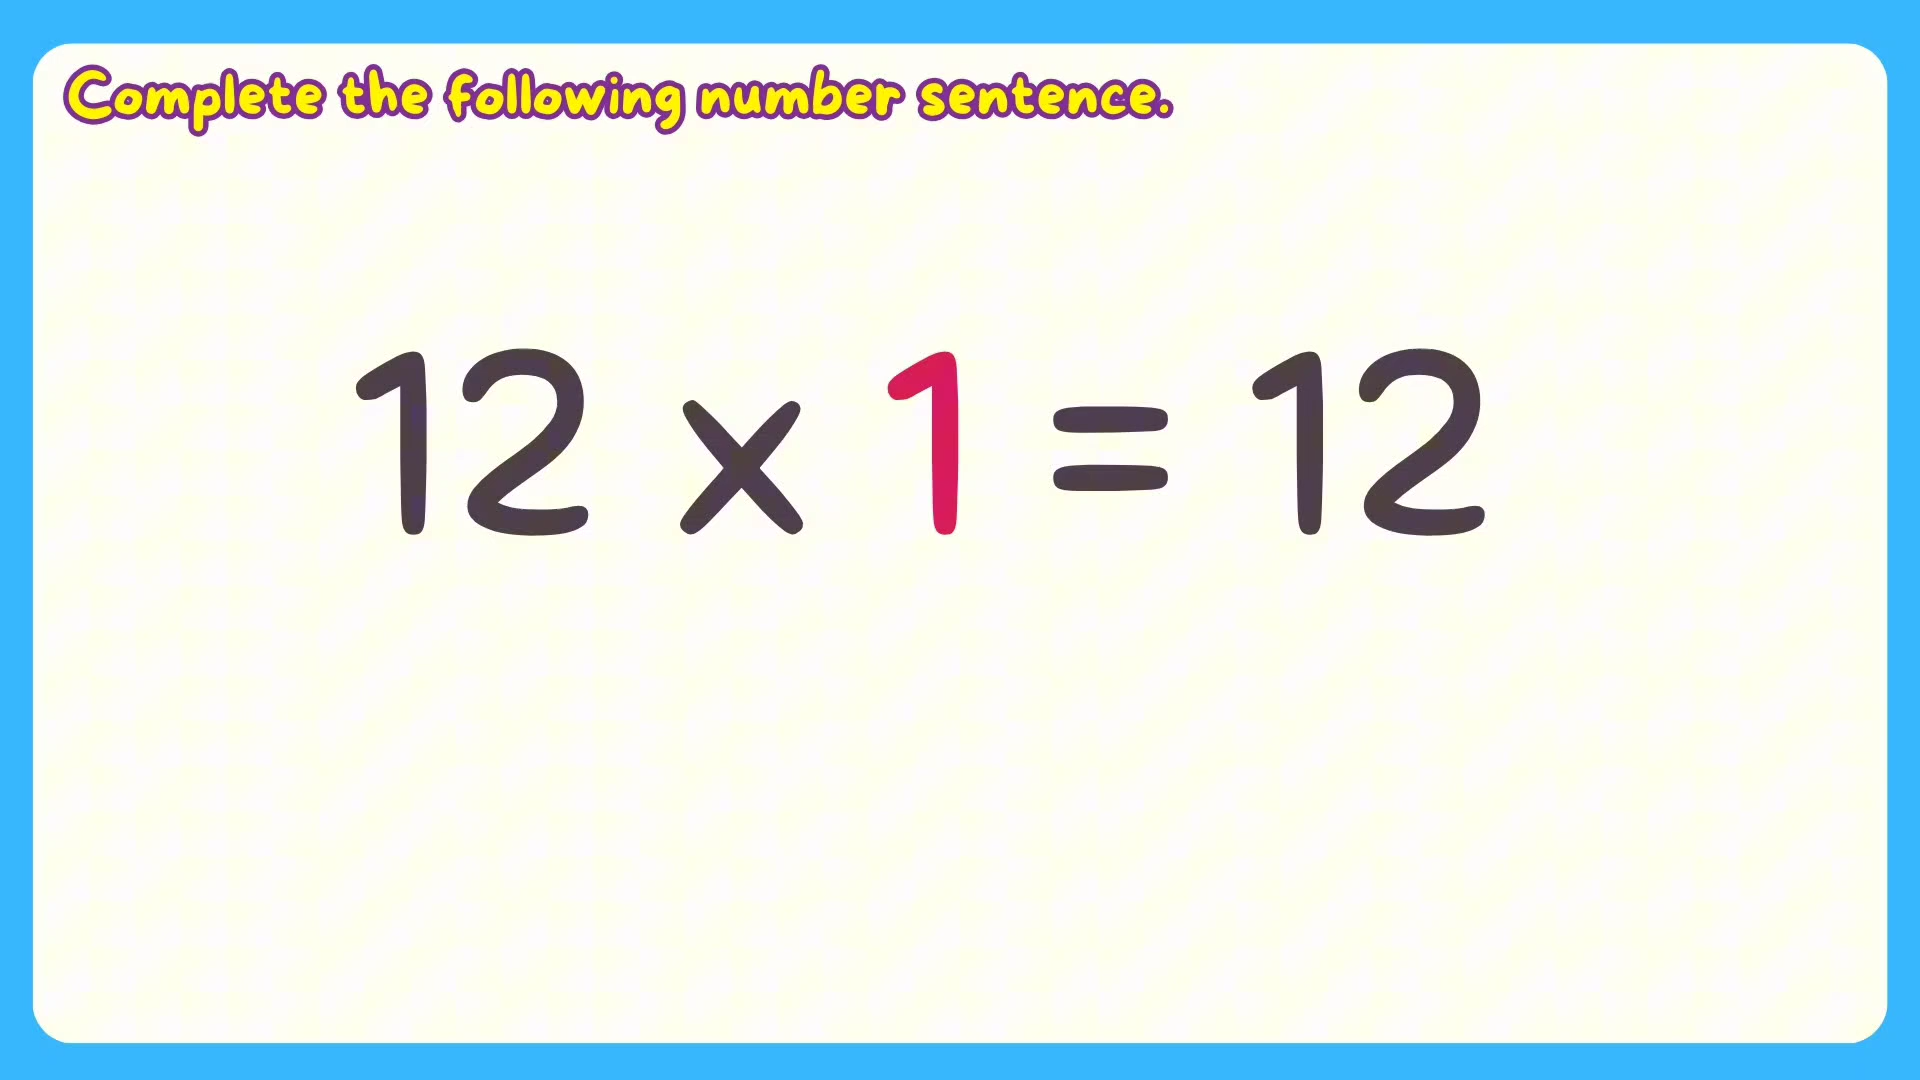 Complete the following number sentence.
12 x 1 = 12